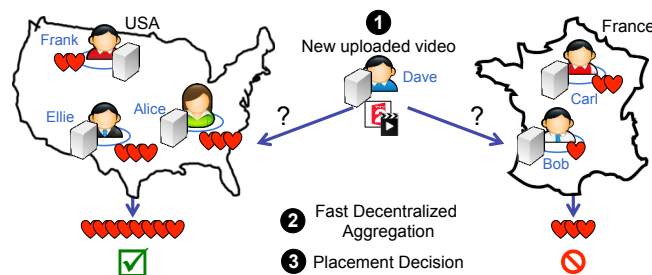 USA
1
New uploaded video
France
Frank
Dave
Carl
Ellie
Alice
?
?
Bob
2 Fast Decentralized
Aggregation
3 Placement Decision